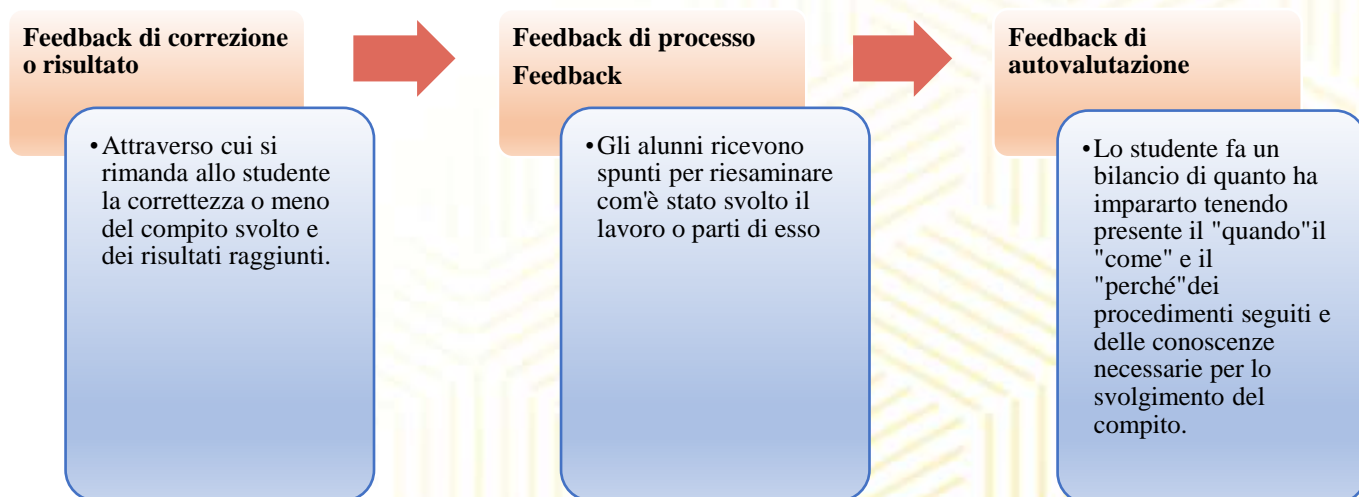 Feedback di correzione
o risultato
•Attraverso cui si
rimanda allo studente
la correttezza o meno
del compito svolto e
dei risultati raggiunti.
Feedback di processo
Feedback
•Gli alunni ricevono
spunti per riesaminare
com'è stato svolto il
lavoro o parti di esso
Feedback di
autovalutazione
•Lo studente fa un
bilancio di quanto ha
impararto tenendo
presente il "quando"il
"come" e il
"perché"dei
procedimenti seguiti e
delle conoscenze
necessarie per lo
svolgimento del
compito.